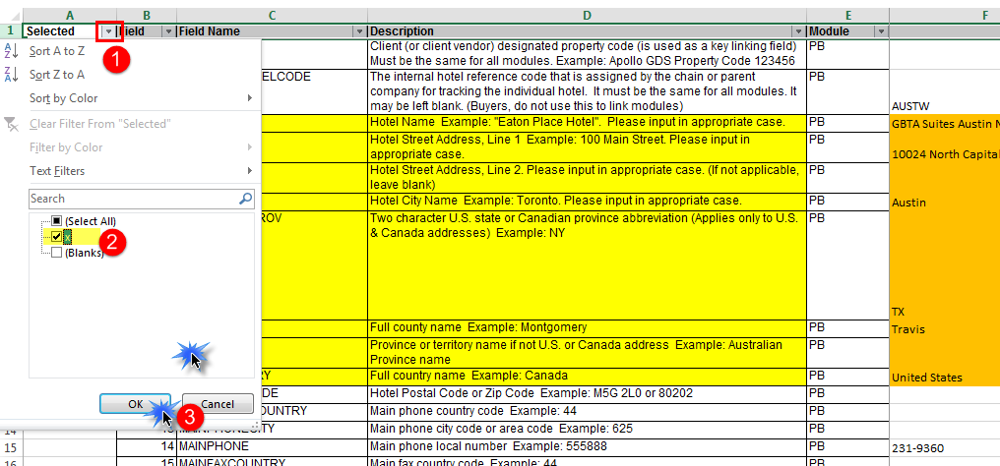 A B C D E F
1 Selected Field Field Name Description Module
1
Sort A to Z
Sort Z to A
Sort by Color
Clear Filter From "Selected"
Filter by Color
Text Filters
Search
(Select All)
x
2
(Blanks)
OK
Cancel
3
Client (or client vendor) designated property code (is used as a key linking field) PB
Must be the same for all modules. Example: Apollo GDS Property Code 123456
ELCODE The internal hotel reference code that is assigned by the chain or parent PB
company for tracking the individual hotel. It must be the same for all modules. It
may be left blank. (Buyers, do not use this to link modules) AUSTW
Hotel Name Example: "Eaton Place Hotel". Please input in appropriate case. PB GBTA Suites Austin N
Hotel Street Address, Line 1 Example: 100 Main Street. Please input in PB
appropriate case. 10024 North Capital
Hotel Street Address, Line 2. Please input in appropriate case. (If not applicable, PB
leave blank)
Hotel City Name Example: Toronto. Please input in appropriate case. PB Austin
ROV Two character U.S. state or Canadian province abbreviation (Applies only to U.S. PB
& Canada addresses) Example: NY
TX
Full county name Example: Montgomery PB Travis
Province or territory name if not U.S. or Canada address Example: Australian PB
Province name
RY Full country name Example: Canada PB United States
DE Hotel Postal Code or Zip Code Example: M5G 2L0 or 80202 PB
OUNTRY Main phone country code Example: 44 PB
14 13 MAINPHONECITY Main phone city code or area code Example: 625 PB
15 14 MAINPHONE Main phone local number Example: 555888 PB 231-9360
16 15 MAINFAXCOUNTRY Main fax country code Example: 44 PB